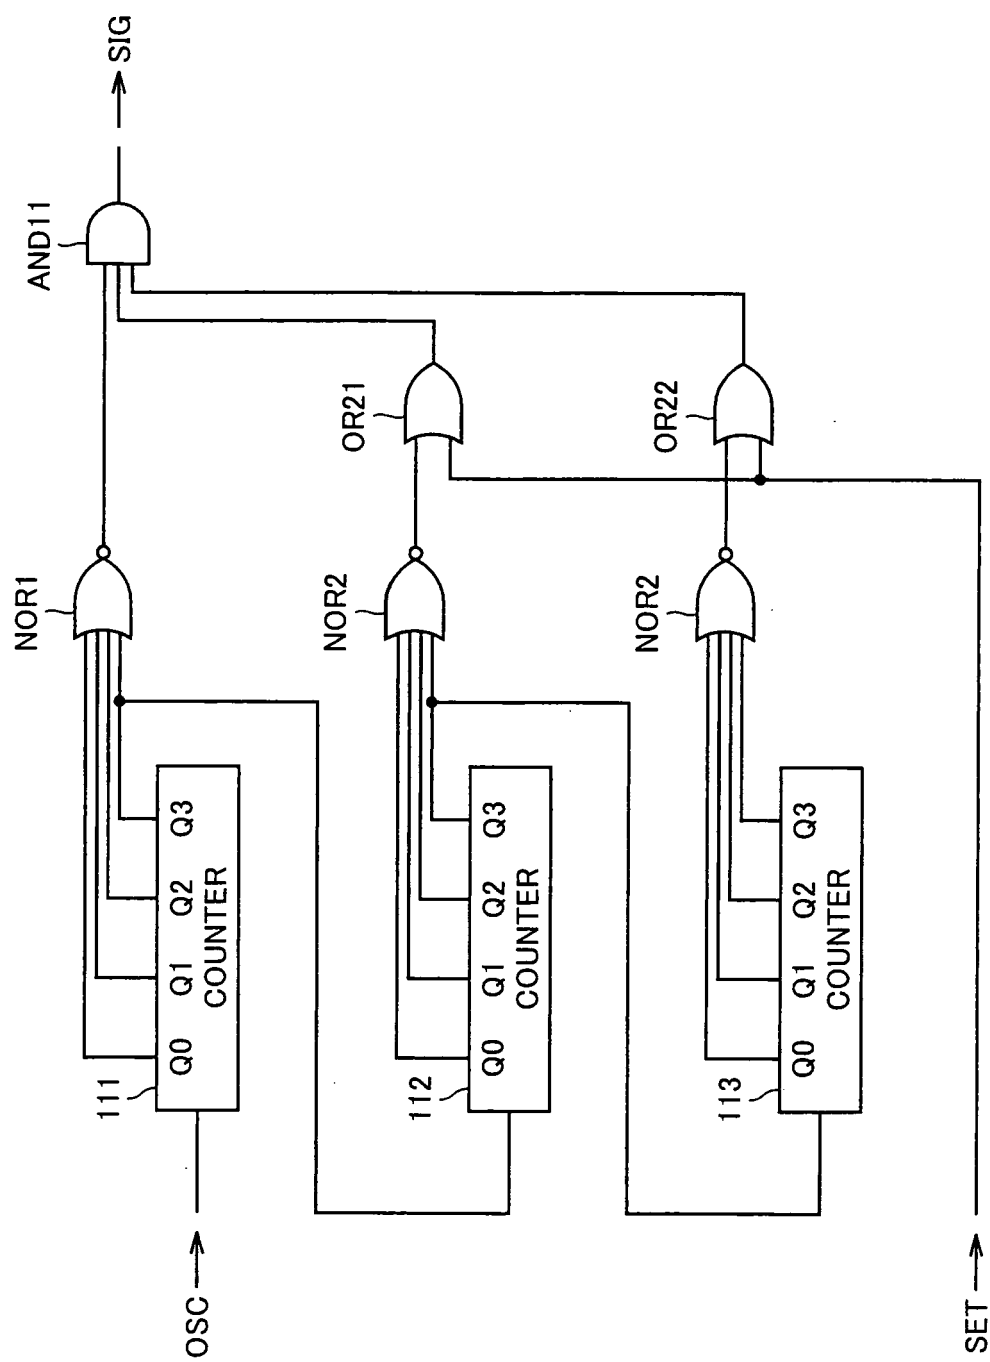 SIG
AND11
OR21
OR22
NOR1
NOR2
NOR2
Q0 Q1 Q2 Q3
COUNTER
111
Q0 Q1 Q2 Q3
COUNTER
112
Q0 Q1 Q2 Q3
COUNTER
113
OSC
SET